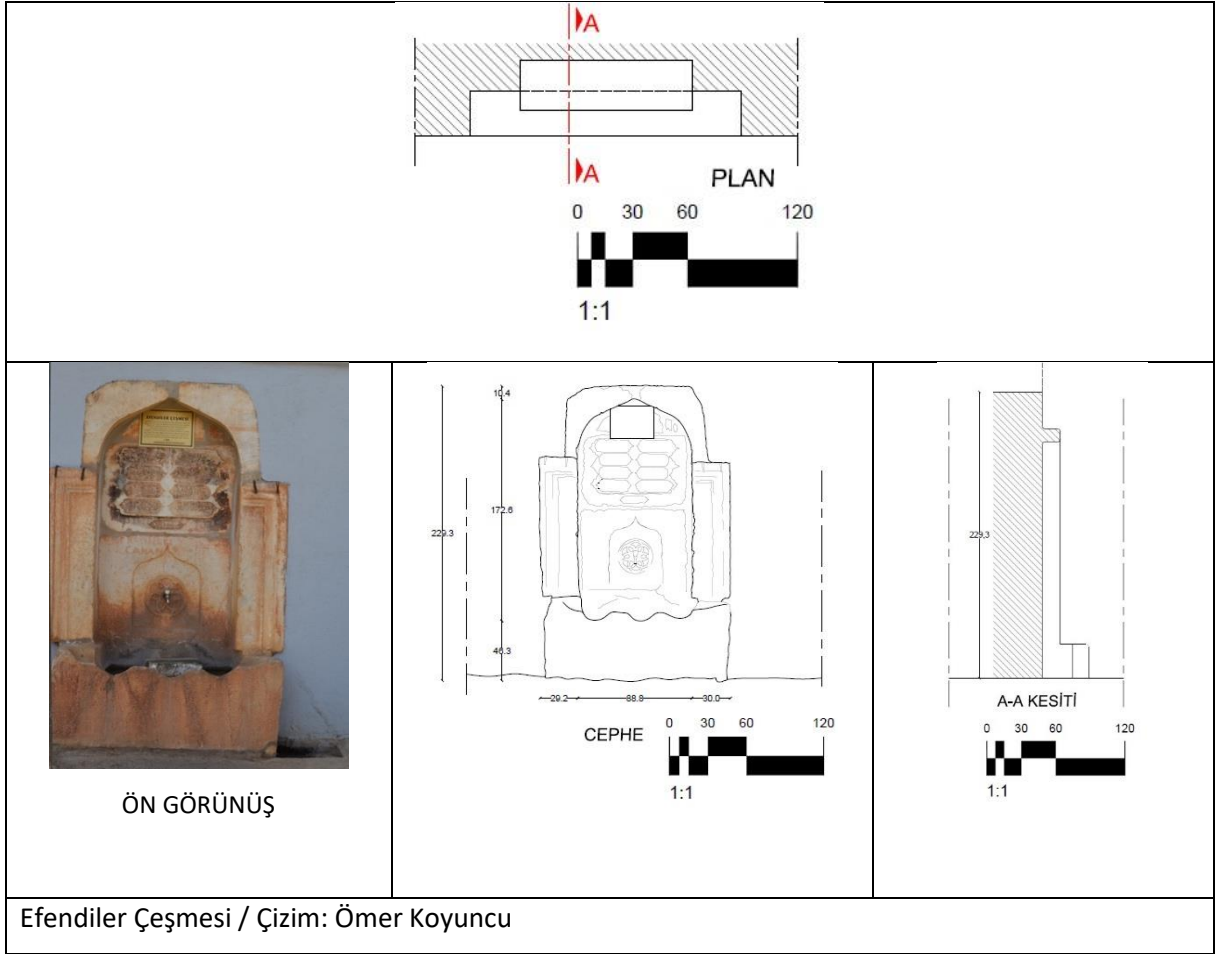 A
A
PLAN
0 30 60 120
1:1
ÖN GÖRÜNÜŞ
10.4
172.6
229.3
46.3
29.2 88.8 30.0
CEPHE
0 30 60 120
1:1
229,3
A-A KESİTİ
0 30 60 120
1:1
Efendiler Çeşmesi / Çizim: Ömer Koyuncu